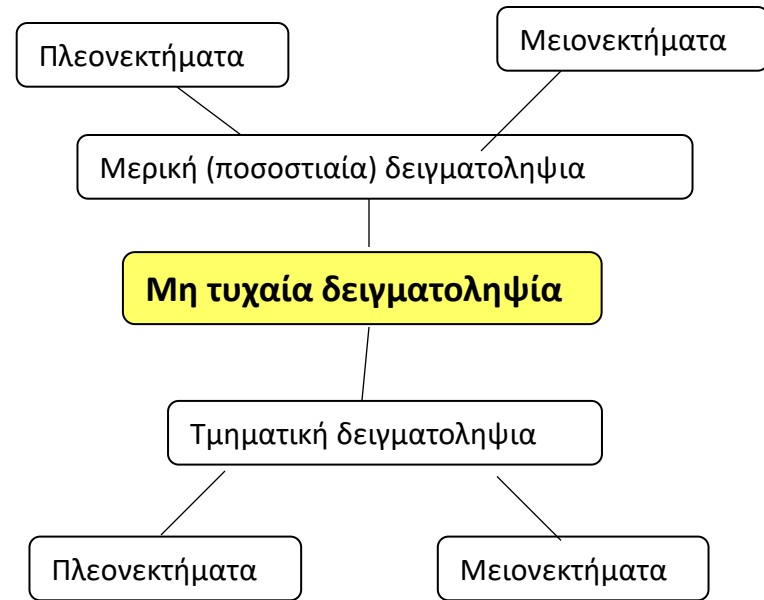 Πλεονεκτήματα
Μειονεκτήματα
Μερική (ποσοστιαία) δειγματοληψια
Μη τυχαία δειγματοληψία
Τμηματική δειγματοληψια
Πλεονεκτήματα
Μειονεκτήματα